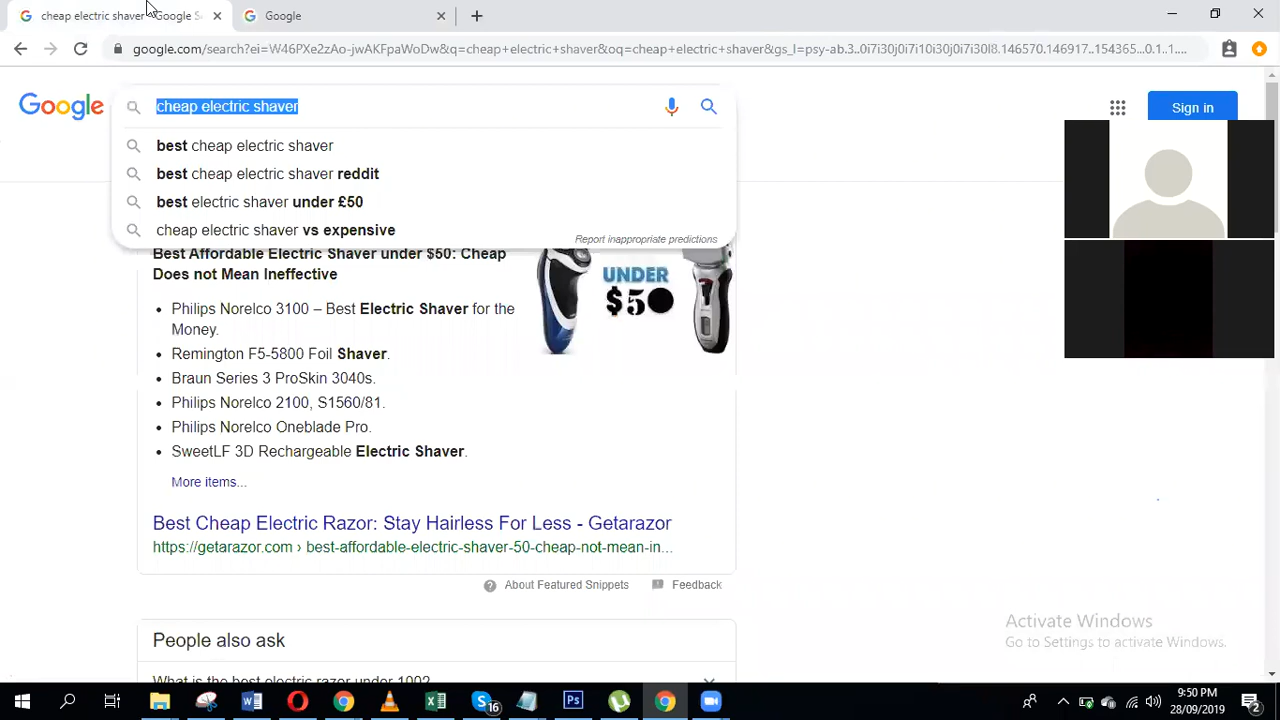 cheap electric shaver - Google S
Google
google.com/search?ei=W46PXe2zAo-jwAKFpaWoDw&q=cheap+electric+shaver&oq=cheap+electric+shaver&gs_l=psy-ab.3..0i7i30j0i7i10i30j0i7i30l8.146570.146917..154365...0.1..1....
Google
cheap electric shaver
Sign in
best cheap electric shaver
best cheap electric shaver reddit
best electric shaver under £50
cheap electric shaver vs expensive
Report inappropriate predictions
Best Affordable Electric Shaver under $50: Cheap
Does not Mean Ineffective
UNDER
$50
• Philips Norelco 3100 – Best Electric Shaver for the
Money.
• Remington F5-5800 Foil Shaver.
• Braun Series 3 ProSkin 3040s.
• Philips Norelco 2100, S1560/81.
• Philips Norelco Oneblade Pro.
• SweetLF 3D Rechargeable Electric Shaver.
More items...
Best Cheap Electric Razor: Stay Hairless For Less - Getarazor
https://getarazor.com › best-affordable-electric-shaver-50-cheap-not-mean-in...
About Featured Snippets
Feedback
Activate Windows
Go to Settings to activate Windows.
People also ask
What is the best electric razor under 100?
16
9:50 PM
28/09/2019
2